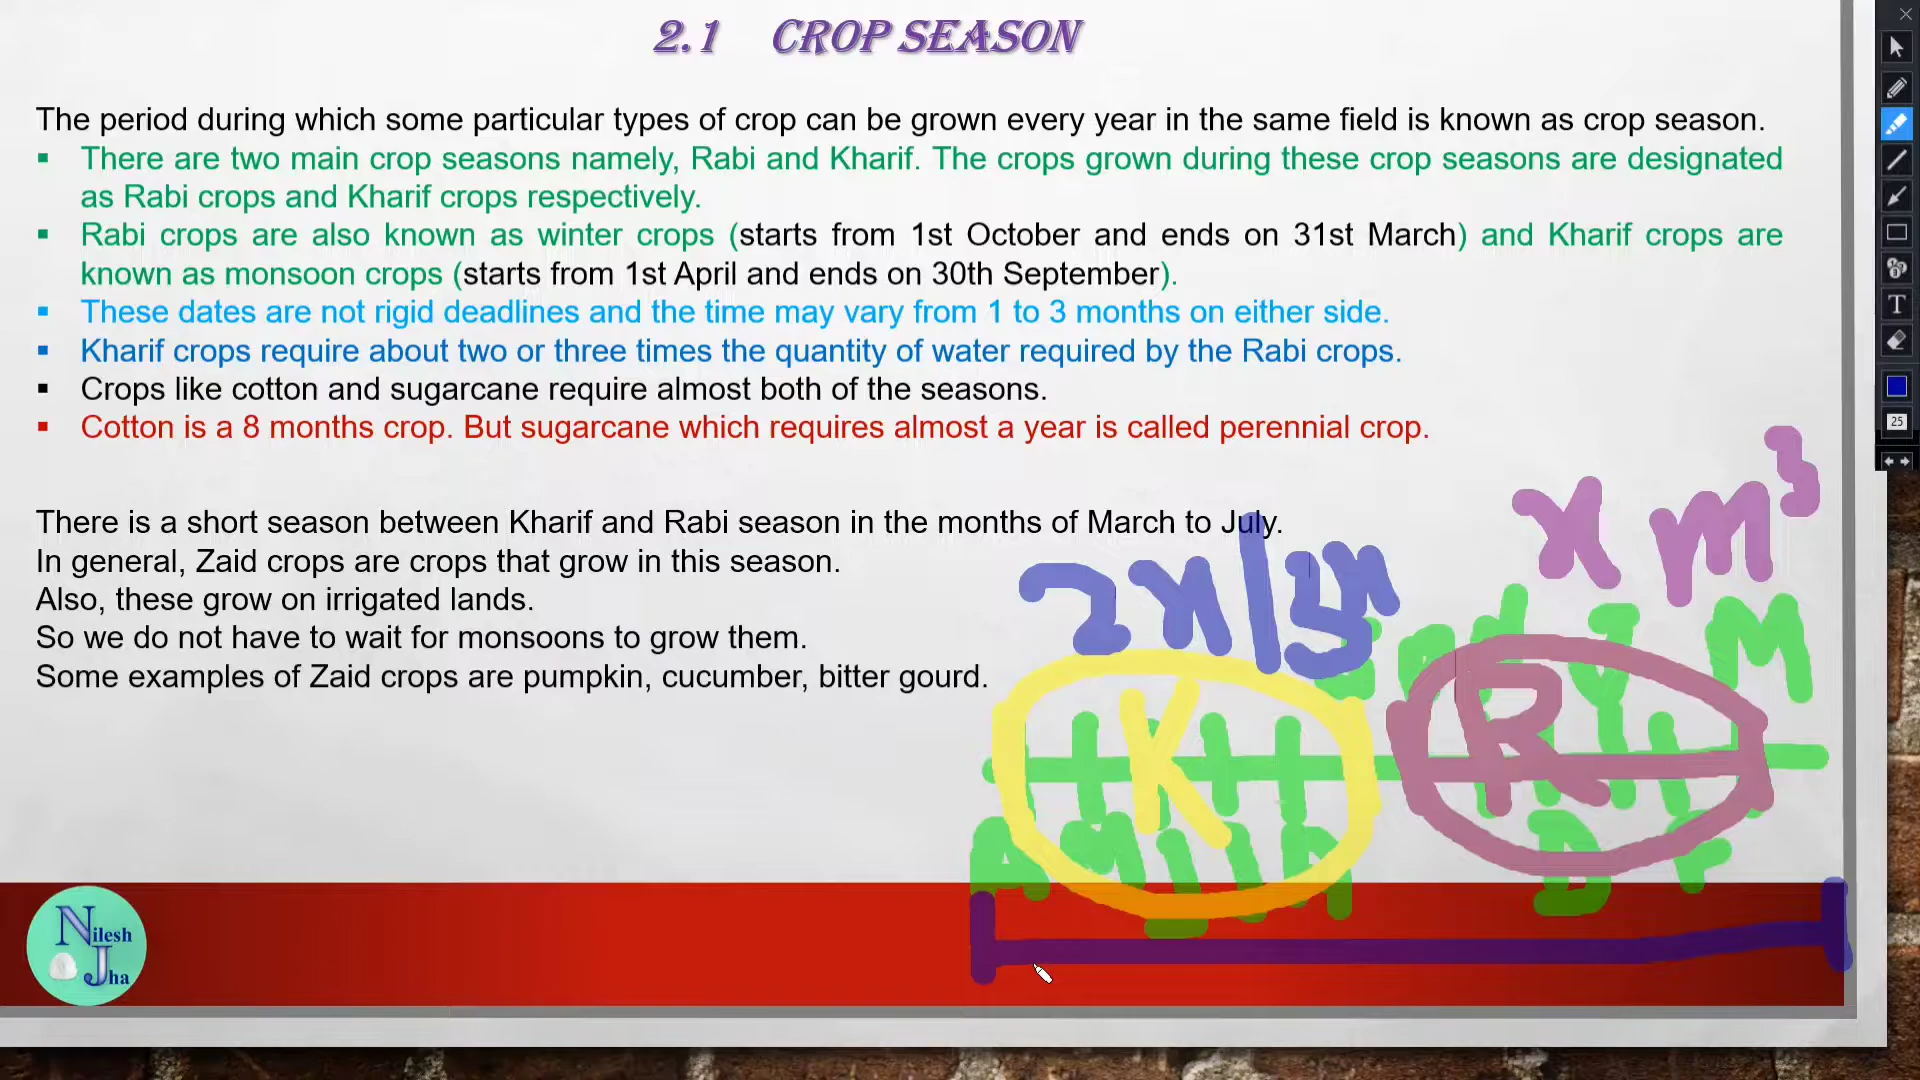 2.1 CROP SEASON
The period during which some particular types of crop can be grown every year in the same field is known as crop season.
▪ There are two main crop seasons namely, Rabi and Kharif. The crops grown during these crop seasons are designated
as Rabi crops and Kharif crops respectively.
▪ Rabi crops are also known as winter crops (starts from 1st October and ends on 31st March) and Kharif crops are
known as monsoon crops (starts from 1st April and ends on 30th September).
▪ These dates are not rigid deadlines and the time may vary from 1 to 3 months on either side.
▪ Kharif crops require about two or three times the quantity of water required by the Rabi crops.
▪ Crops like cotton and sugarcane require almost both of the seasons.
▪ Cotton is a 8 months crop. But sugarcane which requires almost a year is called perennial crop.
There is a short season between Kharif and Rabi season in the months of March to July.
In general, Zaid crops are crops that grow in this season.
Also, these grow on irrigated lands.
So we do not have to wait for monsoons to grow them.
Some examples of Zaid crops are pumpkin, cucumber, bitter gourd.
x m³
2x/3x
J M
K R
A M J J A D F
Nilesh
Jha
T
25